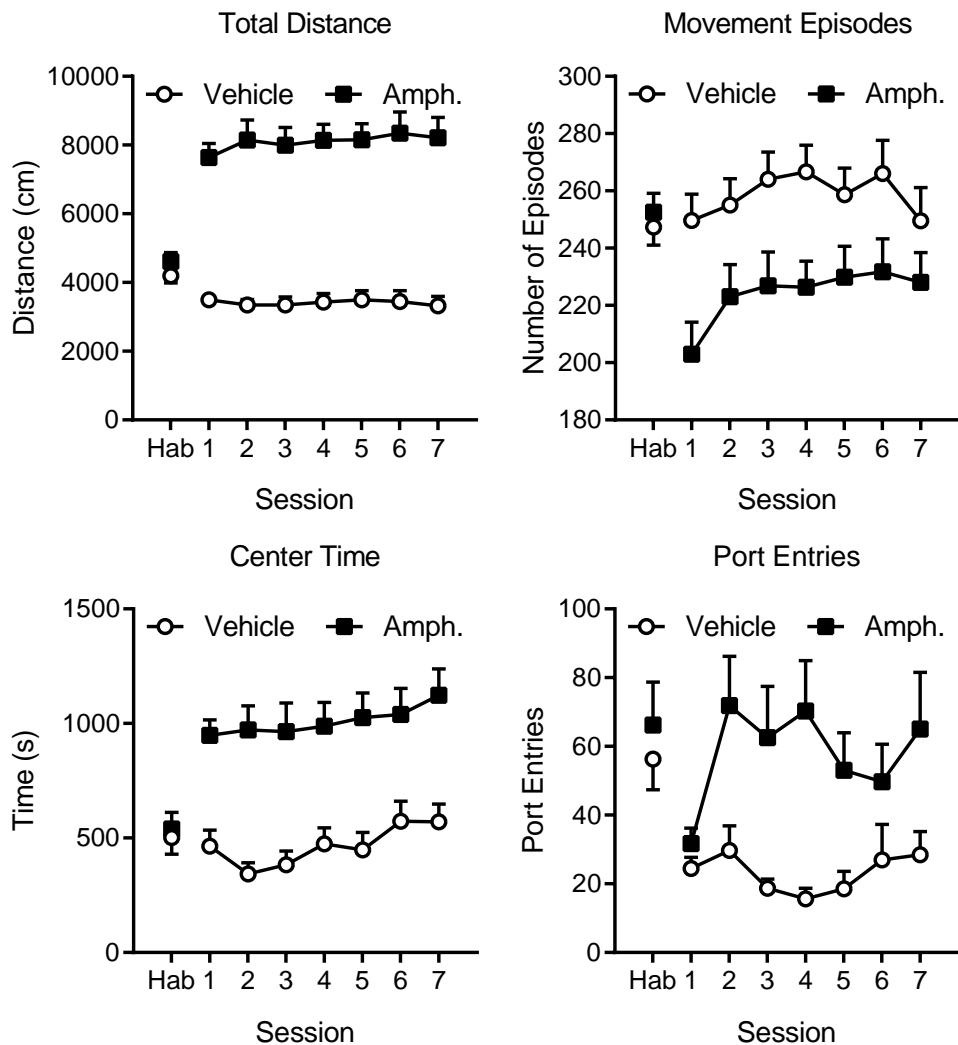 Total Distance
10000
8000
6000
4000
2000
0
Distance (cm)
Vehicle Amph.
Hab 1 2 3 4 5 6 7
Session
Movement Episodes
300
280
260
240
220
200
180
Number of Episodes
Vehicle Amph.
Hab 1 2 3 4 5 6 7
Session
Center Time
1500
1000
500
0
Time (s)
Vehicle Amph.
Hab 1 2 3 4 5 6 7
Session
Port Entries
100
80
60
40
20
0
Port Entries
Vehicle Amph.
Hab 1 2 3 4 5 6 7
Session